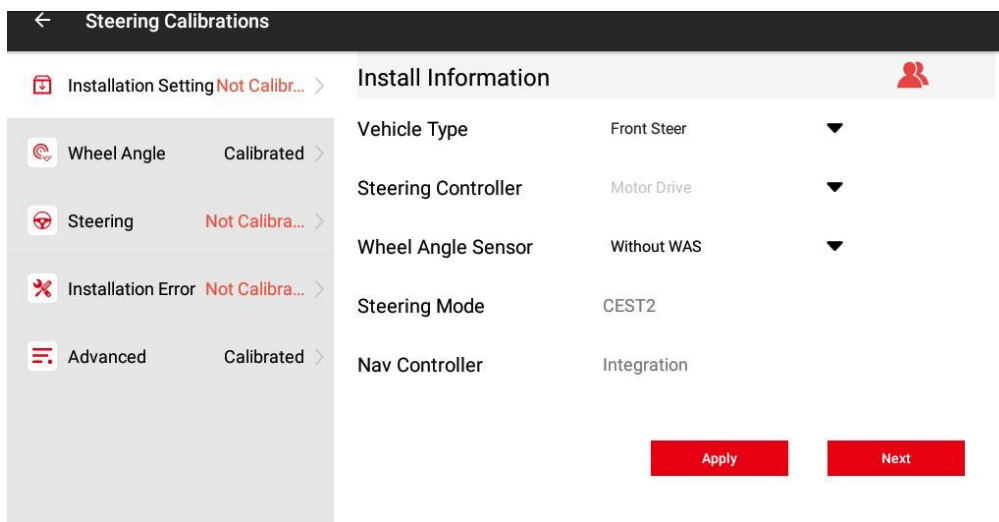 Steering Calibrations
Installation Setting Not Calibr...
Wheel Angle Calibrated
Steering Not Calibra...
Installation Error Not Calibra...
Advanced Calibrated
Install Information
Vehicle Type Front Steer
Steering Controller Motor Drive
Wheel Angle Sensor Without WAS
Steering Mode CEST2
Nav Controller Integration
Apply Next